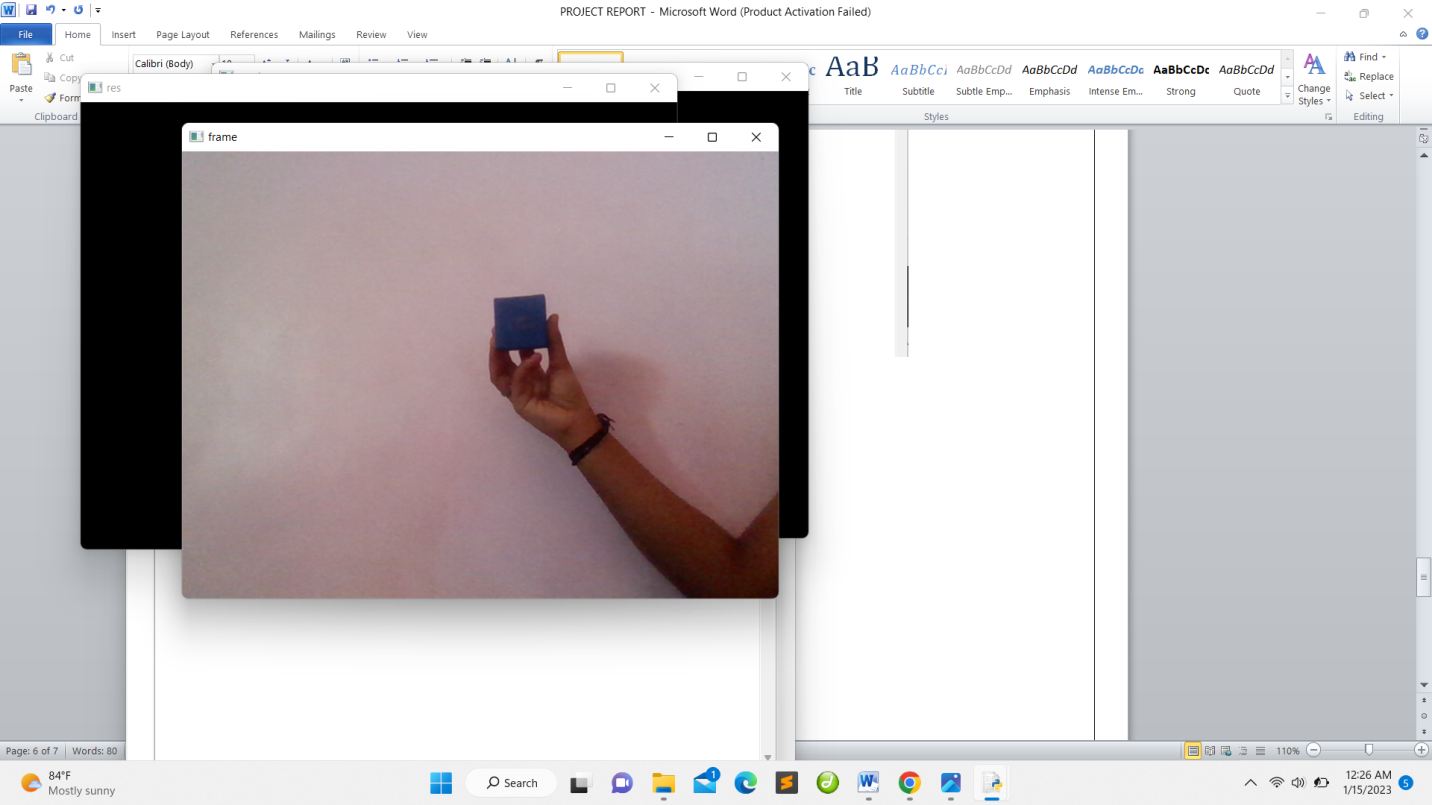 PROJECT REPORT - Microsoft Word (Product Activation Failed)
File Home Insert Page Layout References Mailings Review View
Cut
Copy
Paste
Clipboard
Calibri (Body)
AaB AaBbCcI AaBbCcDd AaBbCcDd AaBbCcDd AaBbCcDc AaBbCcDd
Title Subtitle Subtle Emp... Emphasis Intense Em... Strong Quote
Styles
Change
Styles
Find
Replace
Select
Editing
res
frame
Page: 6 of 7 Words: 80
110%
84°F
Mostly sunny
Search
1
12:26 AM
1/15/2023
5